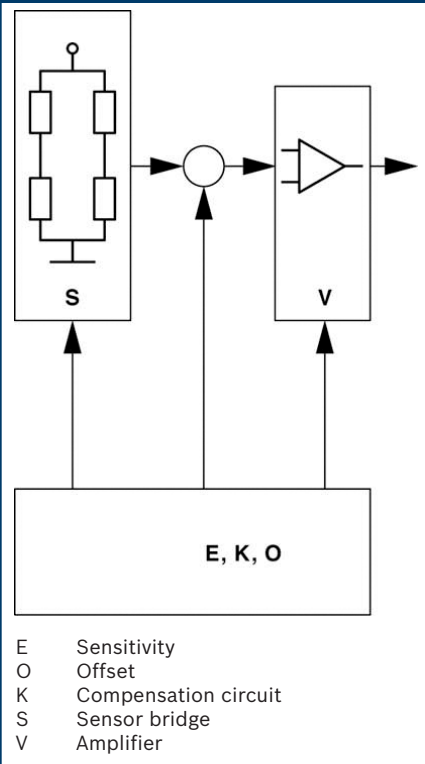 S
V
E, K, O
E Sensitivity
O Offset
K Compensation circuit
S Sensor bridge
V Amplifier